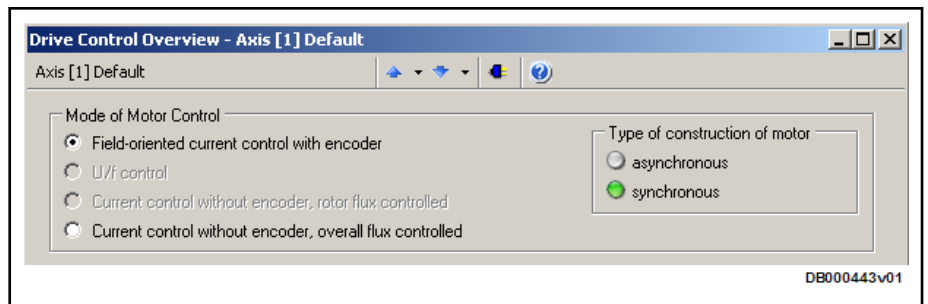 Drive Control Overview - Axis [1] Default
Axis [1] Default
Mode of Motor Control
Field-oriented current control with encoder
U/f control
Current control without encoder, rotor flux controlled
Current control without encoder, overall flux controlled
Type of construction of motor
asynchronous
synchronous
DB000443v01